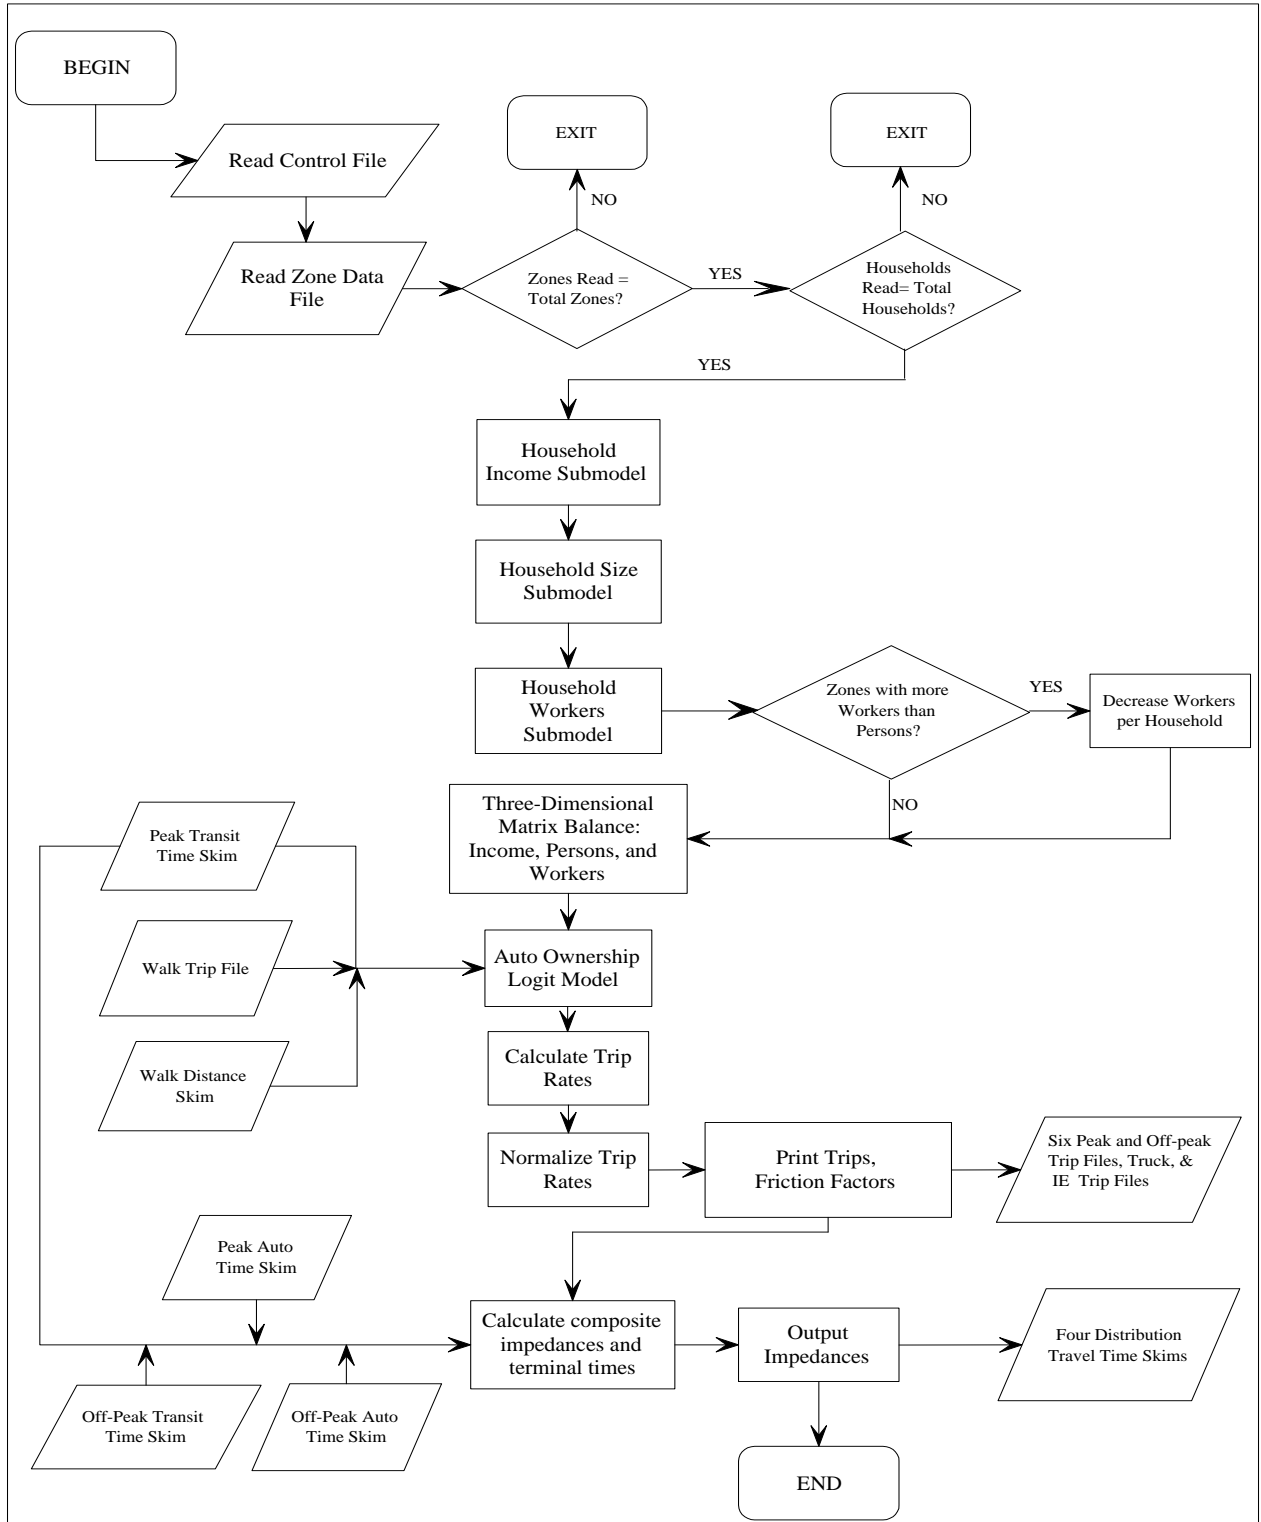 BEGIN
EXIT
EXIT
Read Control File
NO
NO
Read Zone Data
File
Zones Read =
Total Zones?
YES
Households
Read= Total
Households?
YES
Household
Income Submodel
Household Size
Submodel
Household
Workers
Submodel
Zones with more
Workers than
Persons?
YES
Decrease Workers
per Household
NO
Three-Dimensional
Matrix Balance:
Income, Persons, and
Workers
Peak Transit
Time Skim
Walk Trip File
Auto Ownership
Logit Model
Walk Distance
Skim
Calculate Trip
Rates
Normalize Trip
Rates
Print Trips,
Friction Factors
Six Peak and Off-peak
Trip Files, Truck, &
IE Trip Files
Peak Auto
Time Skim
Calculate composite
impedances and
terminal times
Output
Impedances
Four Distribution
Travel Time Skims
Off-Peak Transit
Time Skim
Off-Peak Auto
Time Skim
END